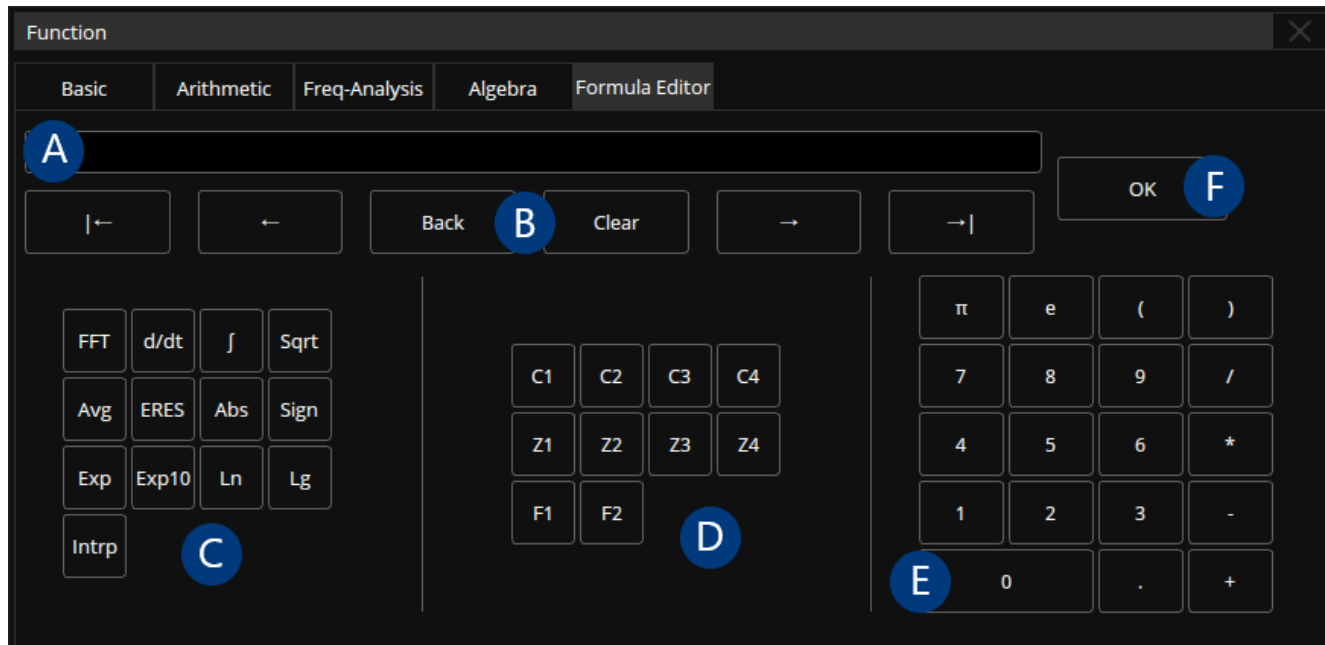 Function
Basic Arithmetic Freq-Analysis Algebra Formula Editor
A
OK F
|← ← Back B Clear → →|
π e ( )
FFT d/dt ∫ Sqrt
C1 C2 C3 C4
7 8 9 /
Avg ERES Abs Sign
Z1 Z2 Z3 Z4
4 5 6 *
Exp Exp10 Ln Lg
F1 F2
D
1 2 3 -
Intrp
C
E 0 . +